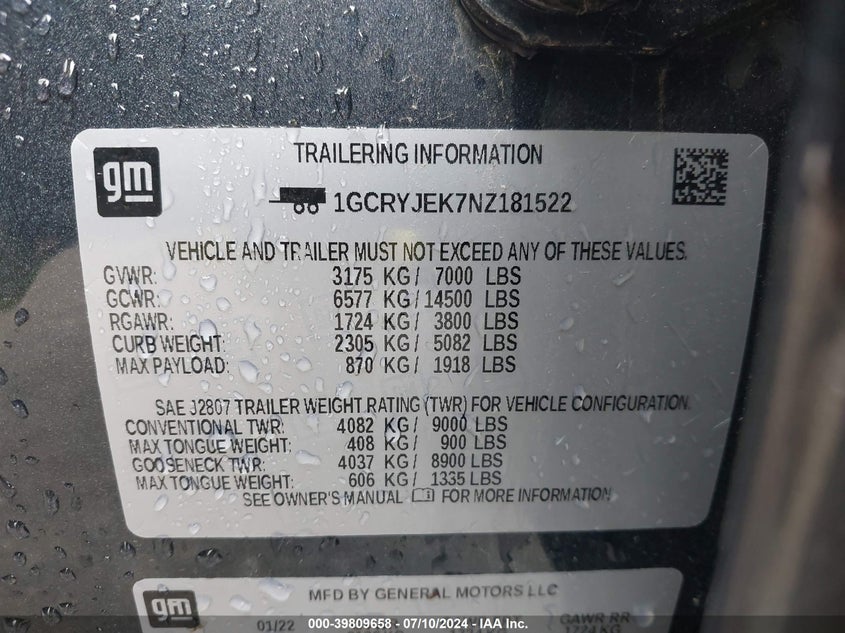 gm
TRAILERING INFORMATION
1GCRYJEK7NZ181522
VEHICLE AND TRAILER MUST NOT EXCEED ANY OF THESE VALUES.
GVWR: 3175 KG / 7000 LBS
GCWR: 6577 KG / 14500 LBS
RGAWR: 1724 KG / 3800 LBS
CURB WEIGHT: 2305 KG / 5082 LBS
MAX PAYLOAD: 870 KG / 1918 LBS
SAE J2807 TRAILER WEIGHT RATING (TWR) FOR VEHICLE CONFIGURATION.
CONVENTIONAL TWR: 4082 KG / 9000 LBS
MAX TONGUE WEIGHT: 408 KG / 900 LBS
GOOSENECK TWR: 4037 KG / 8900 LBS
MAX TONGUE WEIGHT: 606 KG / 1335 LBS
SEE OWNER'S MANUAL FOR MORE INFORMATION
gm
MFD BY GENERAL MOTORS LLC
01/22 GAWR RR
1724 KG
000-39809658 - 07/10/2024 - IAA Inc.